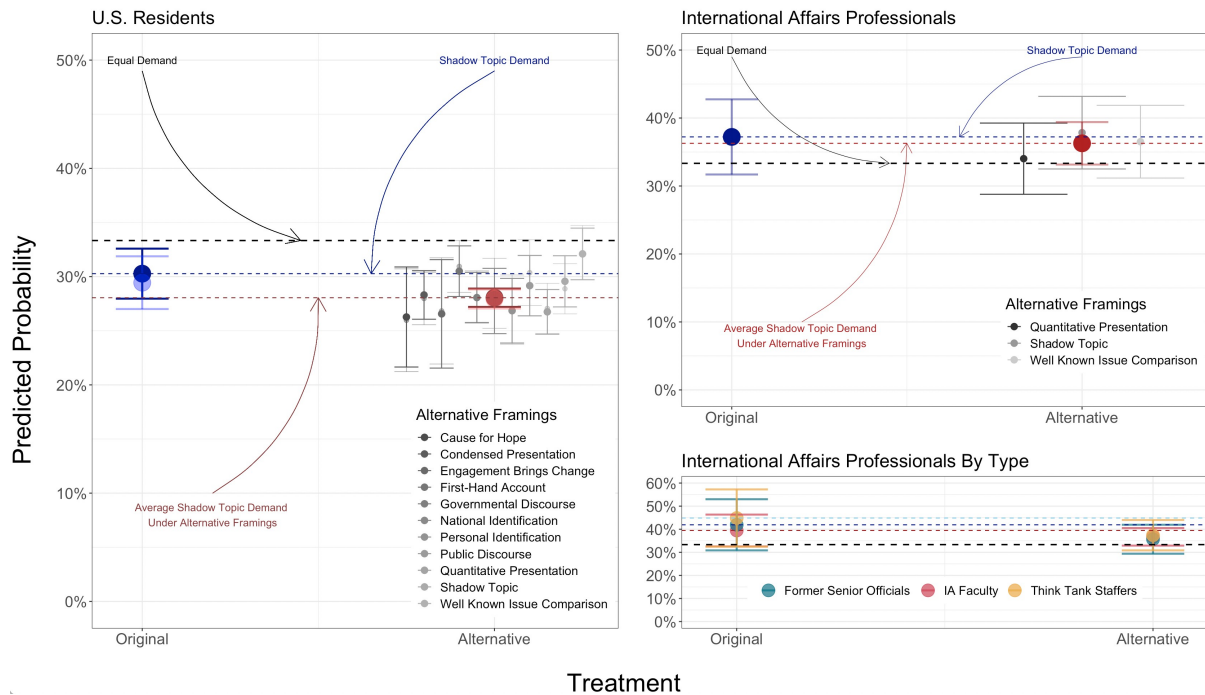 U.S. Residents
Equal Demand
Shadow Topic Demand
50%
40%
30%
20%
10%
0%
Average Shadow Topic Demand
Under Alternative Framings
Alternative Framings
Cause for Hope
Condensed Presentation
Engagement Brings Change
First-Hand Account
Governmental Discourse
National Identification
Personal Identification
Public Discourse
Quantitative Presentation
Shadow Topic
Well Known Issue Comparison
Original
Alternative
Predicted Probability
International Affairs Professionals
Equal Demand
Shadow Topic Demand
50%
40%
30%
20%
10%
0%
Average Shadow Topic Demand
Under Alternative Framings
Alternative Framings
Quantitative Presentation
Shadow Topic
Well Known Issue Comparison
Original
Alternative
International Affairs Professionals By Type
60%
50%
40%
30%
20%
10%
0%
Former Senior Officials
IA Faculty
Think Tank Staffers
Original
Alternative
Treatment